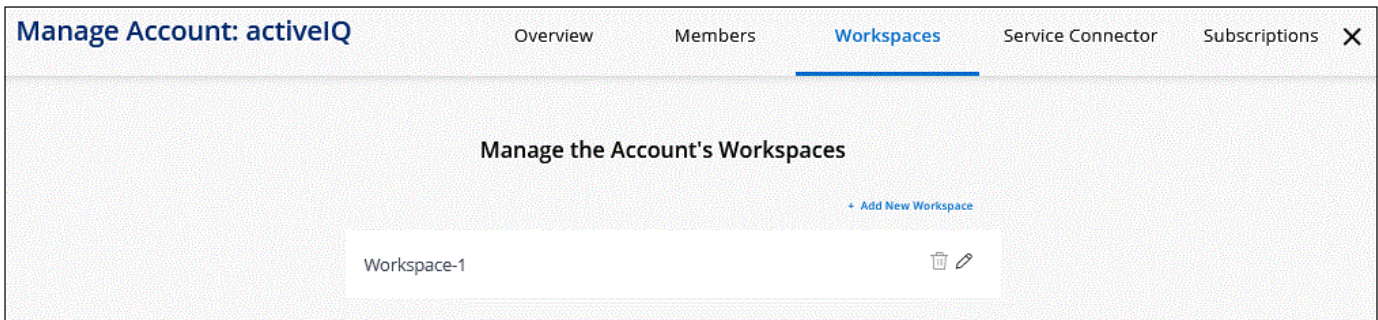 Manage Account: activeIQ
Overview Members Workspaces Service Connector Subscriptions
Manage the Account's Workspaces
+ Add New Workspace
Workspace-1